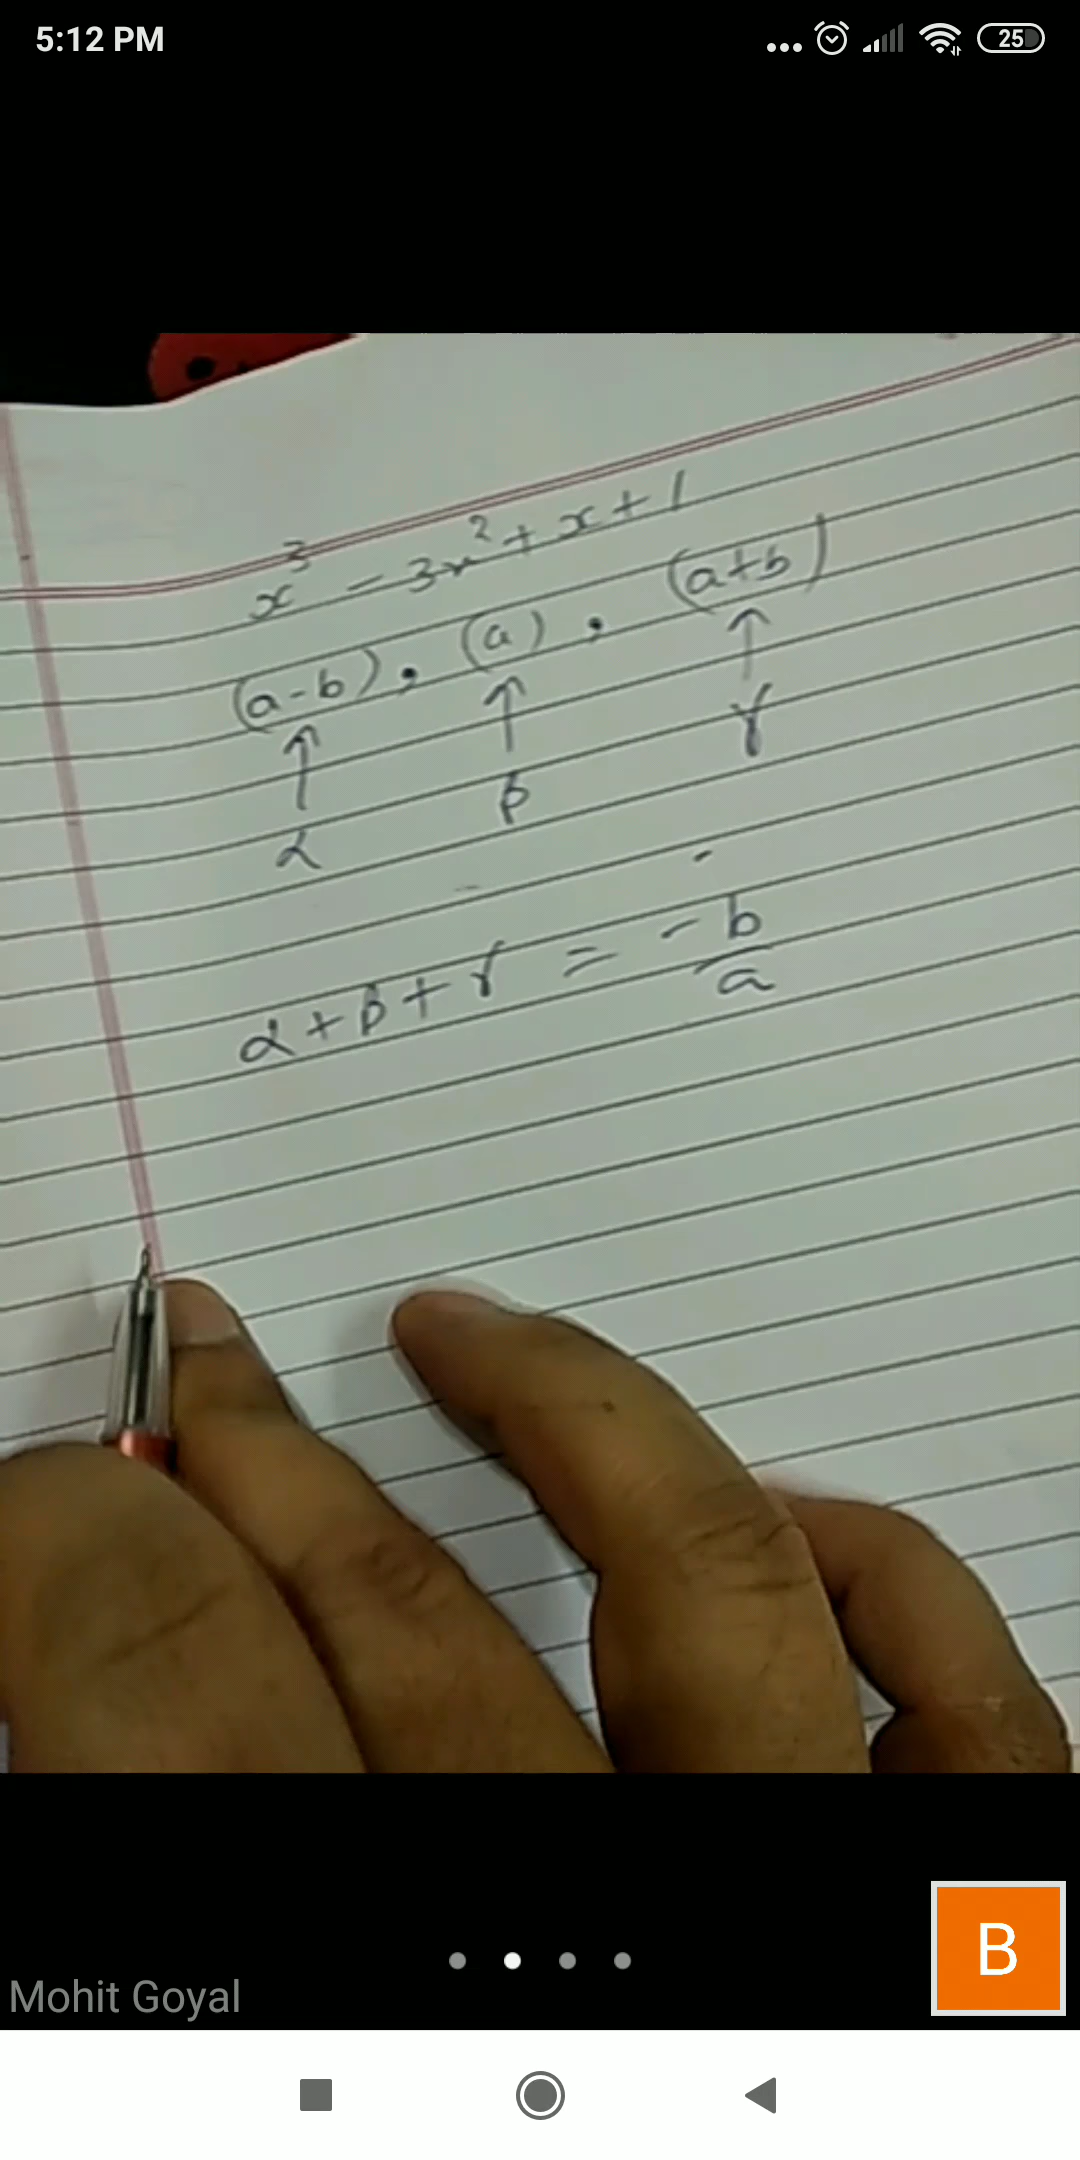 5:12 PM
25
x³ - 3x² + x + 1
(a-b), (a), (a+b)
↑ ↑ ↑
α β γ
α + β + γ = -b/a
B
Mohit Goyal